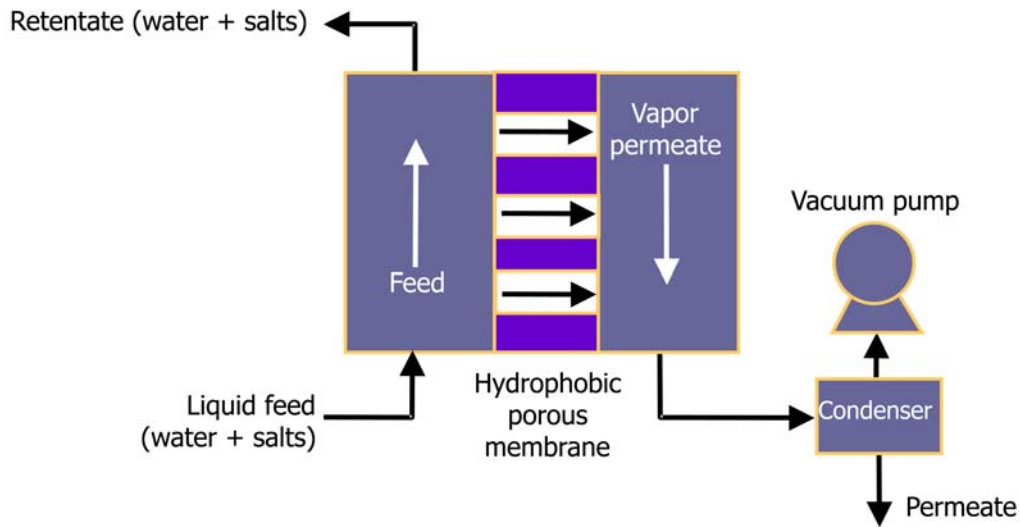 Retentate (water + salts)
Vapor
permeate
Vacuum pump
Feed
Hydrophobic
porous
membrane
Liquid feed
(water + salts)
Condenser
Permeate